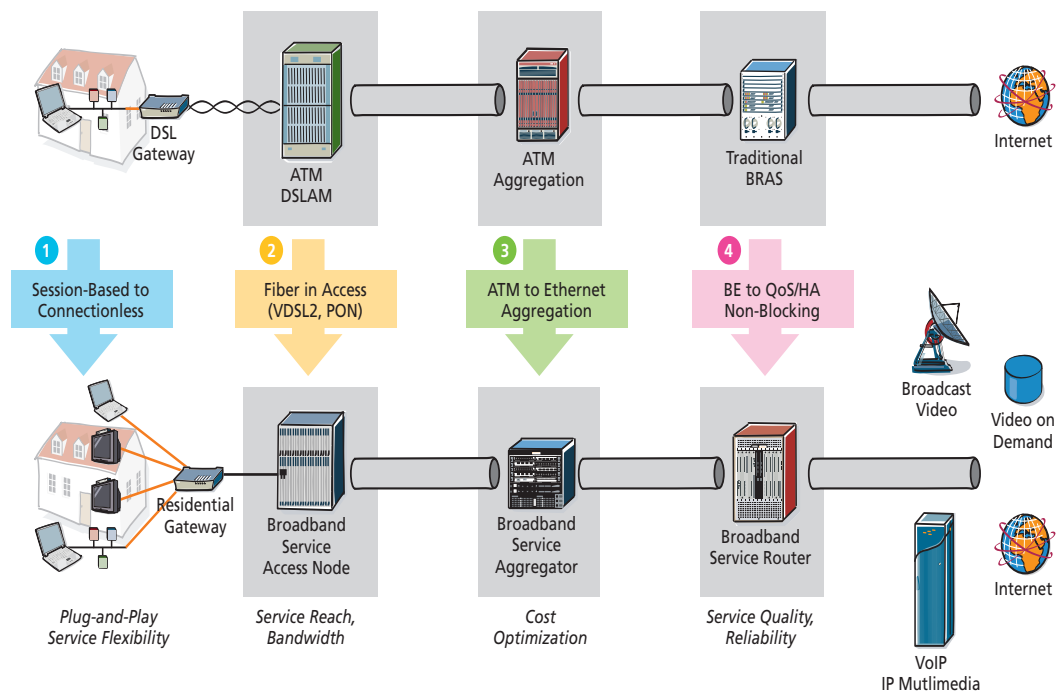 DSL
Gateway
ATM
DSLAM
ATM
Aggregation
Traditional
BRAS
Internet
1
Session-Based to
Connectionless
2
Fiber in Access
(VDSL2, PON)
3
ATM to Ethernet
Aggregation
4
BE to QoS/HA
Non-Blocking
Broadcast
Video
Video on
Demand
Residential
Gateway
Broadband
Service
Access Node
Broadband
Service
Aggregator
Broadband
Service Router
Internet
Plug-and-Play
Service Flexibility
Service Reach,
Bandwidth
Cost
Optimization
Service Quality,
Reliability
VoIP
IP Mutlimedia